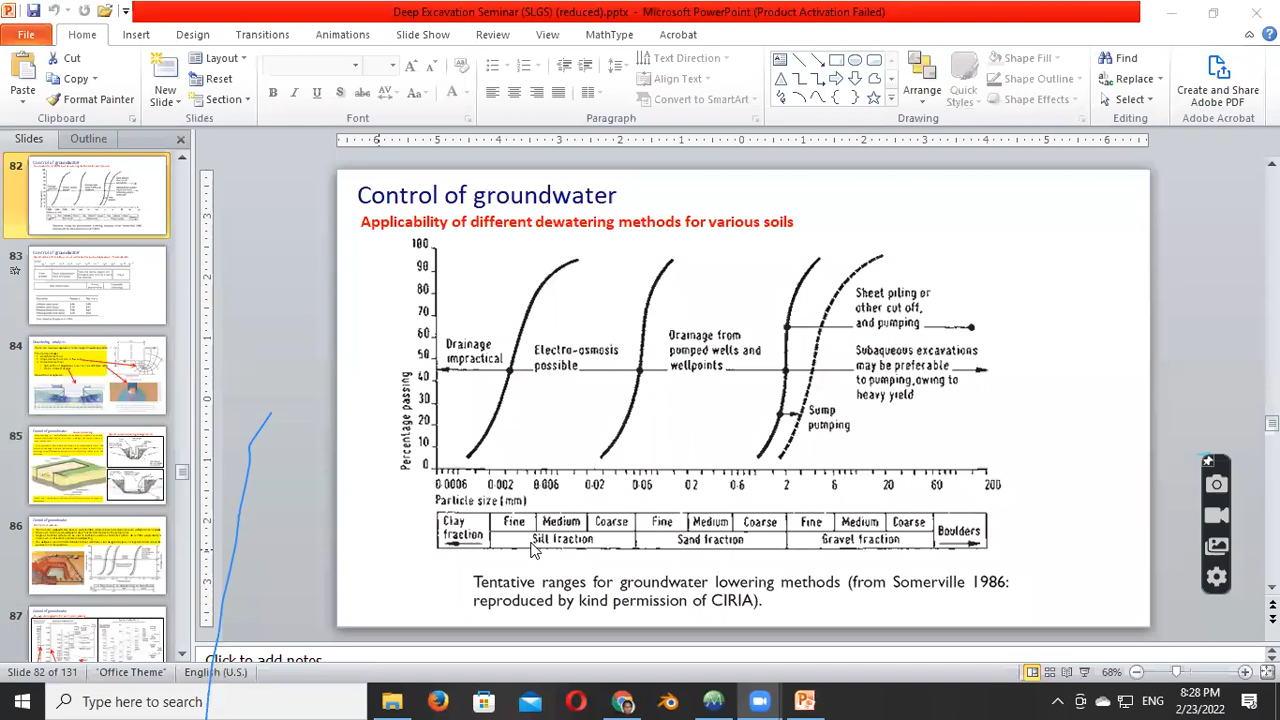 Deep Excavation Seminar (SLGS) (reduced).pptx - Microsoft PowerPoint (Product Activation Failed)
File Home Insert Design Transitions Animations Slide Show Review View MathType Acrobat
Paste
Cut
Copy
Format Painter
Clipboard
New Slide
Layout
Reset
Section
Slides
Font
Paragraph
Text Direction
Align Text
Convert to SmartArt
Arrange
Quick Styles
Shape Fill
Shape Outline
Shape Effects
Drawing
Find
Replace
Select
Editing
Create and Share Adobe PDF
Adobe Acrobat
Slides Outline
82
83
84
85
86
87
Control of groundwater
Applicability of different dewatering methods for various soils
Percentage passing
100
90
80
70
60
50
40
30
20
10
0
Drainage impractical
Electro-osmosis possible
Drainage from pumped wells and wellpoints
Sheet piling or other cut off, and pumping
Subaqueous excavations may be preferable to pumping, owing to heavy yield
Sump pumping
0·0006 0·002 0·006 0·02 0·06 0·2 0·6 2 6 20 60 200
Particle size (mm)
Clay fraction
Fine Medium Coarse
Silt fraction
Fine Medium Coarse
Sand fraction
Fine Medium Coarse
Gravel fraction
Boulders
Tentative ranges for groundwater lowering methods (from Somerville 1986:
reproduced by kind permission of CIRIA).
Click to add notes
Slide 82 of 131 "Office Theme" English (U.S.) 68%
Type here to search
ENG
8:28 PM
2/23/2022